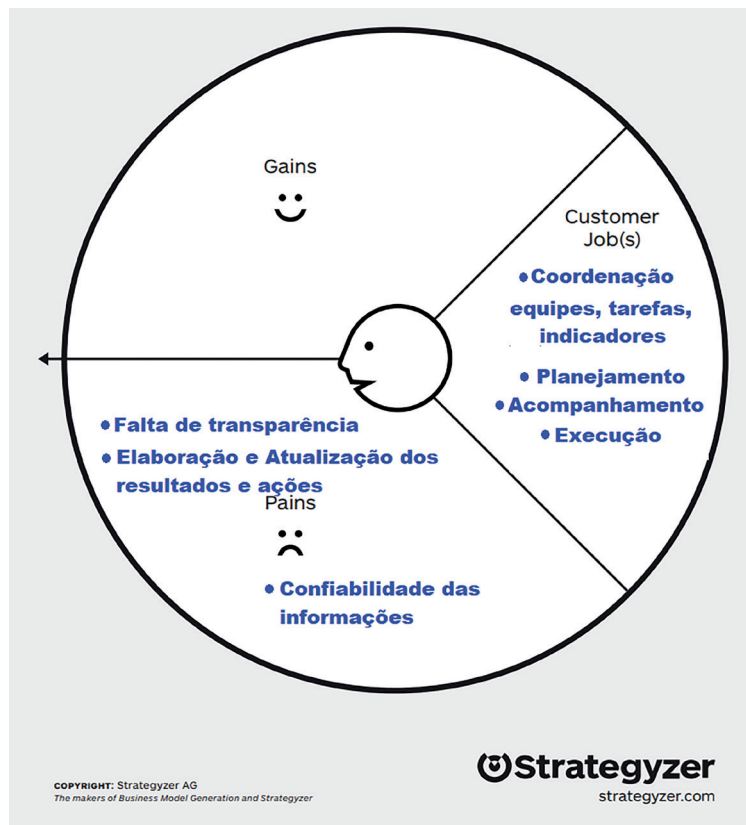 Gains
Customer
Job(s)
• Coordenação
equipes, tarefas,
indicadores
• Planejamento
• Acompanhamento
• Execução
• Falta de transparência
• Elaboração e Atualização dos
resultados e ações
Pains
• Confiabilidade das
informações
COPYRIGHT: Strategyzer AG
The makers of Business Model Generation and Strategyzer
Strategyzer
strategyzer.com